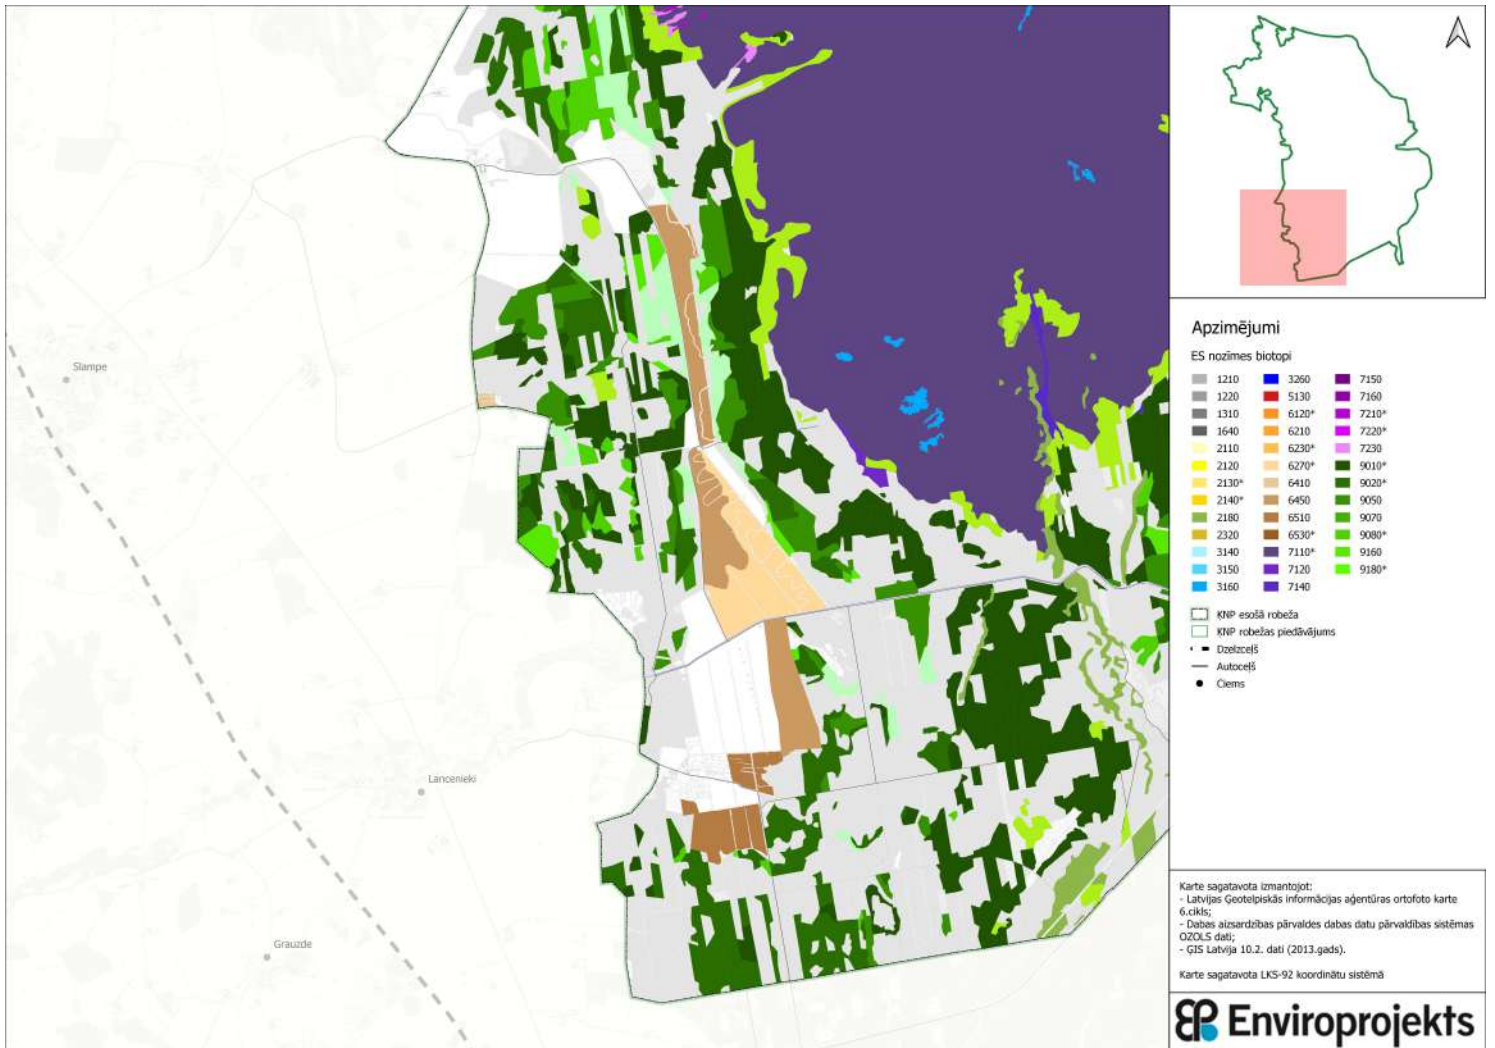 Slampe
Lancenieki
Grauzde
Apzīmējumi
ES nozīmes biotopi
1210
1220
1310
1640
2110
2120
2130*
2140*
2180
2320
3140
3150
3160
3260
5130
6120*
6210
6230*
6270*
6410
6450
6510
6530*
7110*
7120
7140
7150
7160
7210*
7220*
7230
9010*
9020*
9050
9070
9080*
9160
9180*
ĶNP esošā robeža
ĶNP robežas piedāvājums
Dzelzceļš
Autoceļš
Ciems
Karte sagatavota izmantojot:
- Latvijas Ģeotelpiskās informācijas aģentūras ortofoto karte
6.cikls;
- Dabas aizsardzības pārvaldes dabas datu pārvaldības sistēmas
OZOLS dati;
- ĢIS Latvija 10.2. dati (2013.gads).
Karte sagatavota LKS-92 koordinātu sistēmā
Enviroprojekts